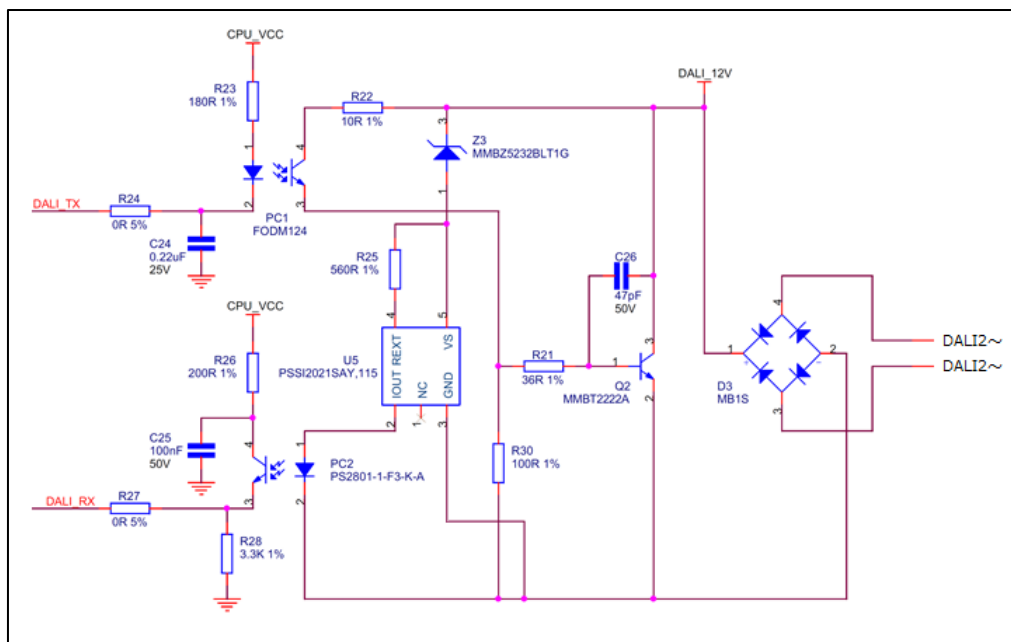 CPU_VCC
R23
180R 1%
R22
10R 1%
DALI_12V
1
4
3
Z3
MMBZ5232BLT1G
DALI_TX
R24
0R 5%
2
3
1
PC1
FODM124
C24
0.22uF
25V
R25
560R 1%
C26
47pF
50V
CPU_VCC
4
5
4
R26
200R 1%
U5
PSSI2021SAY,115
IOUT REXT
NC
GND
VS
R21
36R 1%
1
3
2
Q2
MMBT2222A
1
2
3
D3
MB1S
+
-
DALI2~
DALI2~
2
1
3
C25
100nF
50V
4
1
PC2
PS2801-1-F3-K-A
R30
100R 1%
DALI_RX
R27
0R 5%
3
2
R28
3.3K 1%